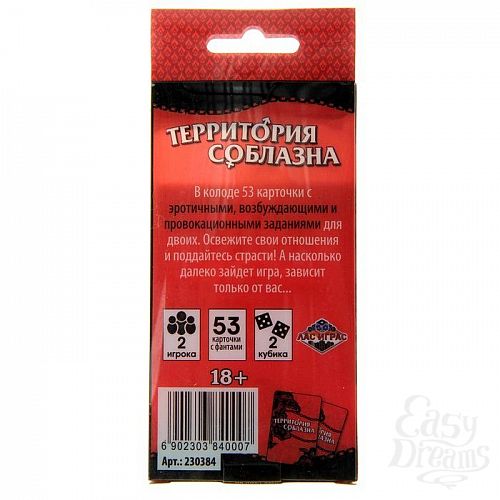 ТЕРРИТОРИЯ
СОБЛАЗНА
В колоде 53 карточки с
эротичными, возбуждающими и
провокационными заданиями для
двоих. Освежите свои отношения
и поддайтесь страсти! А насколько
далеко зайдет игра, зависит
только от вас...
2
игрока
53
карточки
с фантами
2
кубика
ЛАС ИГРАС
18+
6 902303 840007
Арт.: 230384
ТЕРРИТОРИЯ
СОБЛАЗНА
Easy
Dreams